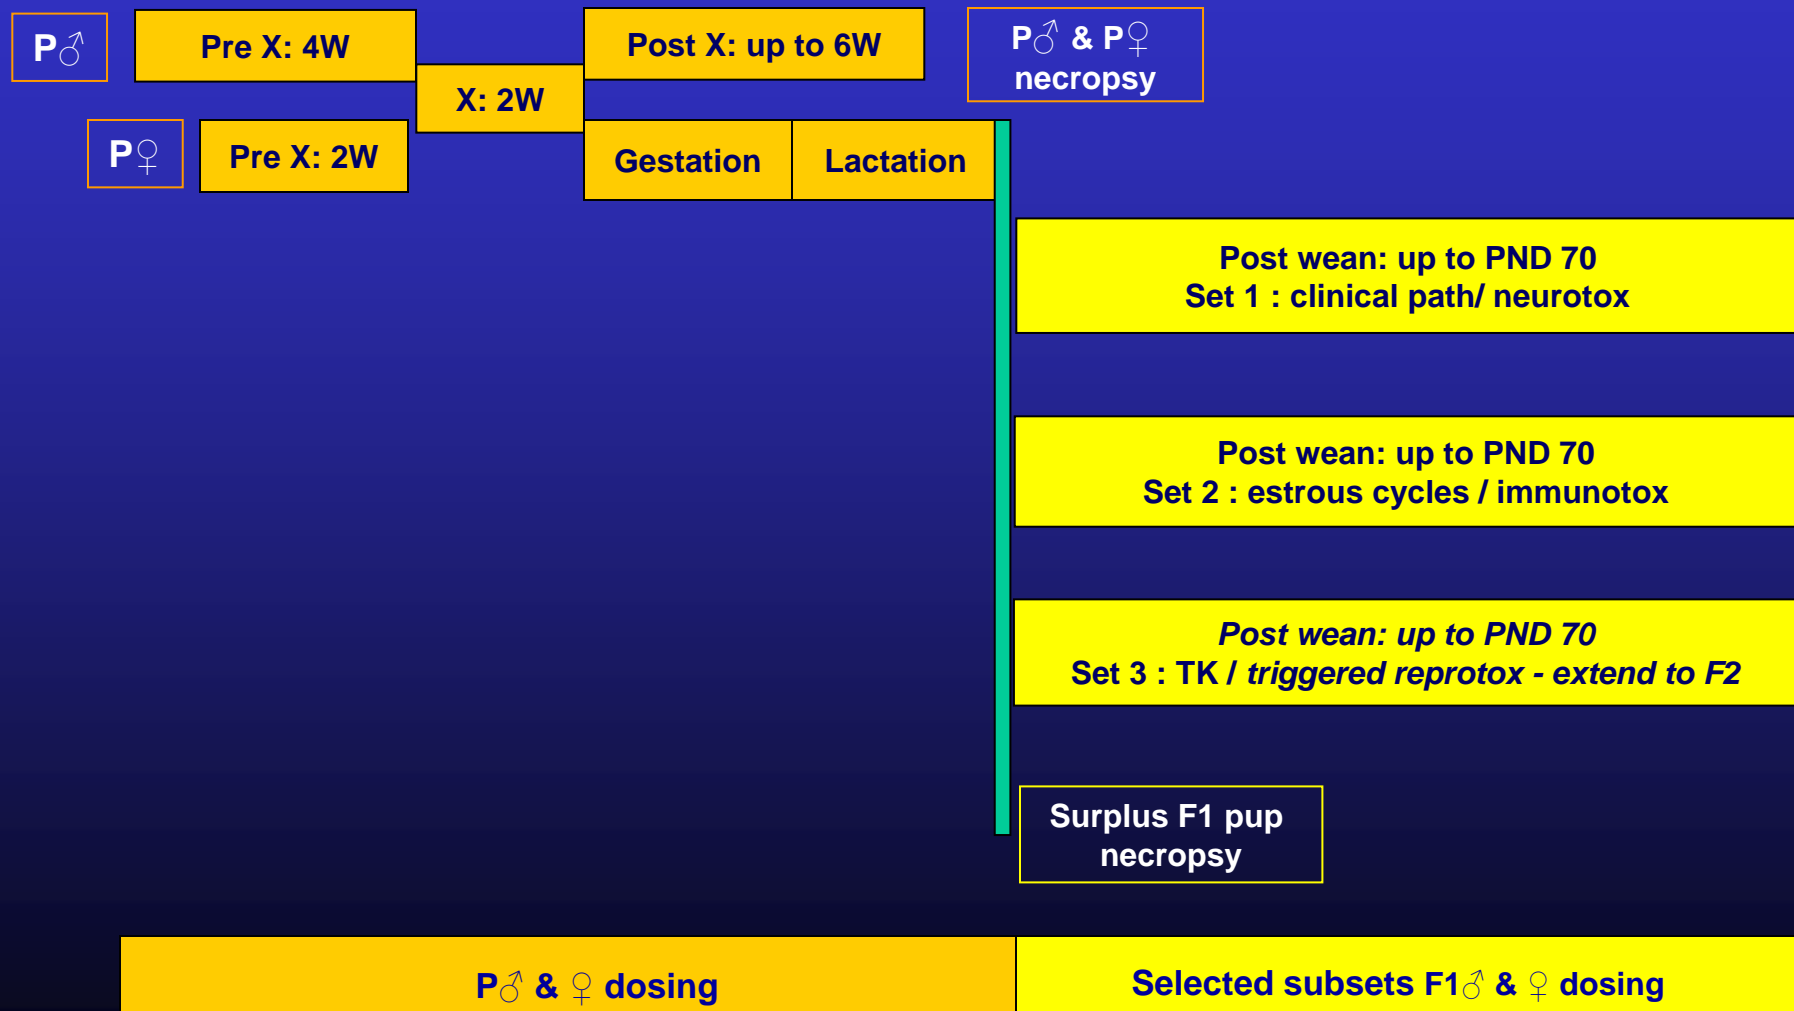 P♂
Pre X: 4W
Post X: up to 6W
P♂ & P♀
necropsy
X: 2W
P♀
Pre X: 2W
Gestation
Lactation
Post wean: up to PND 70
Set 1 : clinical path/ neurotox
Post wean: up to PND 70
Set 2 : estrous cycles / immunotox
Post wean: up to PND 70
Set 3 : TK / triggered reprotox - extend to F2
Surplus F1 pup
necropsy
P♂ & ♀ dosing
Selected subsets F1♂ & ♀ dosing